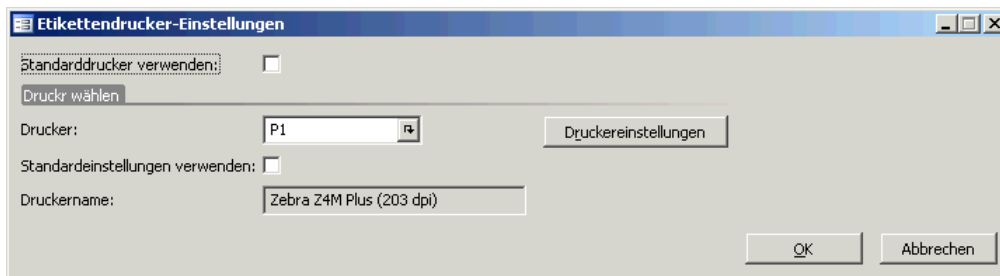 Etikettendrucker-Einstellungen
Standarddrucker verwenden:
Druckr wählen
Drucker: P1 Druckereinstellungen
Standardeinstellungen verwenden:
Druckername: Zebra Z4M Plus (203 dpi)
OK Abbrechen